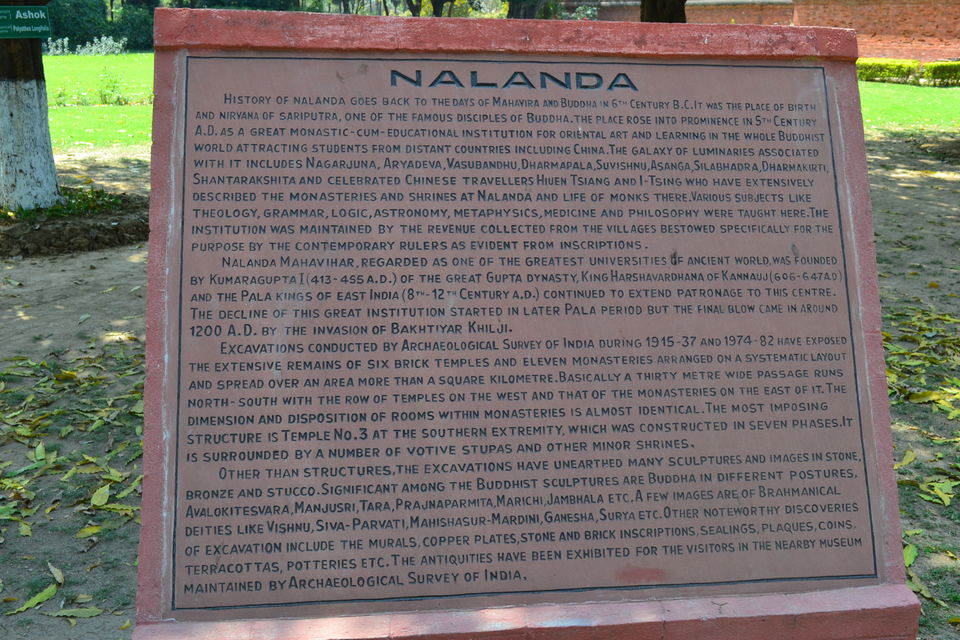 Ashok
Polyalthea Longifolia
NALANDA
HISTORY OF NALANDA GOES BACK TO THE DAYS OF MAHAVIRA AND BUDDHA IN 6TH CENTURY B.C.IT WAS THE PLACE OF BIRTH
AND NIRVANA OF SARIPUTRA, ONE OF THE FAMOUS DISCIPLES OF BUDDHA.THE PLACE ROSE INTO PROMINENCE IN 5TH CENTURY
A.D. AS A GREAT MONASTIC-CUM-EDUCATIONAL INSTITUTION FOR ORIENTAL ART AND LEARNING IN THE WHOLE BUDDHIST
WORLD ATTRACTING STUDENTS FROM DISTANT COUNTRIES INCLUDING CHINA.THE GALAXY OF LUMINARIES ASSOCIATED
WITH IT INCLUDES NAGARJUNA, ARYADEVA, VASUBANDHU, DHARMAPALA, SUVISHNU, ASANGA, SILABHADRA, DHARMAKIRTI,
SHANTARAKSHITA AND CELEBRATED CHINESE TRAVELLERS HIUEN TSIANG AND I-TSING WHO HAVE EXTENSIVELY
DESCRIBED THE MONASTERIES AND SHRINES AT NALANDA AND LIFE OF MONKS THERE.VARIOUS SUBJECTS LIKE
THEOLOGY, GRAMMAR, LOGIC, ASTRONOMY, METAPHYSICS, MEDICINE AND PHILOSOPHY WERE TAUGHT HERE.THE
INSTITUTION WAS MAINTAINED BY THE REVENUE COLLECTED FROM THE VILLAGES BESTOWED SPECIFICALLY FOR THE
PURPOSE BY THE CONTEMPORARY RULERS AS EVIDENT FROM INSCRIPTIONS.
NALANDA MAHAVIHAR, REGARDED AS ONE OF THE GREATEST UNIVERSITIES OF ANCIENT WORLD, WAS FOUNDED
BY KUMARAGUPTA I (413-455 A.D.) OF THE GREAT GUPTA DYNASTY, KING HARSHAVARDHANA OF KANNAUJ (606-647 A.D)
AND THE PALA KINGS OF EAST INDIA (8TH-12TH CENTURY A.D.) CONTINUED TO EXTEND PATRONAGE TO THIS CENTRE.
THE DECLINE OF THIS GREAT INSTITUTION STARTED IN LATER PALA PERIOD BUT THE FINAL BLOW CAME IN AROUND
1200 A.D. BY THE INVASION OF BAKHTIYAR KHILJI.
EXCAVATIONS CONDUCTED BY ARCHAEOLOGICAL SURVEY OF INDIA DURING 1915-37 AND 1974-82 HAVE EXPOSED
THE EXTENSIVE REMAINS OF SIX BRICK TEMPLES AND ELEVEN MONASTERIES ARRANGED ON A SYSTEMATIC LAYOUT
AND SPREAD OVER AN AREA MORE THAN A SQUARE KILOMETRE.BASICALLY A THIRTY METRE WIDE PASSAGE RUNS
NORTH-SOUTH WITH THE ROW OF TEMPLES ON THE WEST AND THAT OF THE MONASTERIES ON THE EAST OF IT.THE
DIMENSION AND DISPOSITION OF ROOMS WITHIN MONASTERIES IS ALMOST IDENTICAL.THE MOST IMPOSING
STRUCTURE IS TEMPLE NO.3 AT THE SOUTHERN EXTREMITY, WHICH WAS CONSTRUCTED IN SEVEN PHASES.IT
IS SURROUNDED BY A NUMBER OF VOTIVE STUPAS AND OTHER MINOR SHRINES.
OTHER THAN STRUCTURES, THE EXCAVATIONS HAVE UNEARTHED MANY SCULPTURES AND IMAGES IN STONE,
BRONZE AND STUCCO. SIGNIFICANT AMONG THE BUDDHIST SCULPTURES ARE BUDDHA IN DIFFERENT POSTURES,
AVALOKITESVARA, MANJUSRI, TARA, PRAJNAPARMITA, MARICHI, JAMBHALA ETC. A FEW IMAGES ARE OF BRAHMANICAL
DEITIES LIKE VISHNU, SIVA-PARVATI, MAHISHASUR-MARDINI, GANESHA, SURYA ETC. OTHER NOTEWORTHY DISCOVERIES
OF EXCAVATION INCLUDE THE MURALS, COPPER PLATES, STONE AND BRICK INSCRIPTIONS, SEALINGS, PLAQUES, COINS,
TERRACOTTAS, POTTERIES ETC. THE ANTIQUITIES HAVE BEEN EXHIBITED FOR THE VISITORS IN THE NEARBY MUSEUM
MAINTAINED BY ARCHAEOLOGICAL SURVEY OF INDIA.